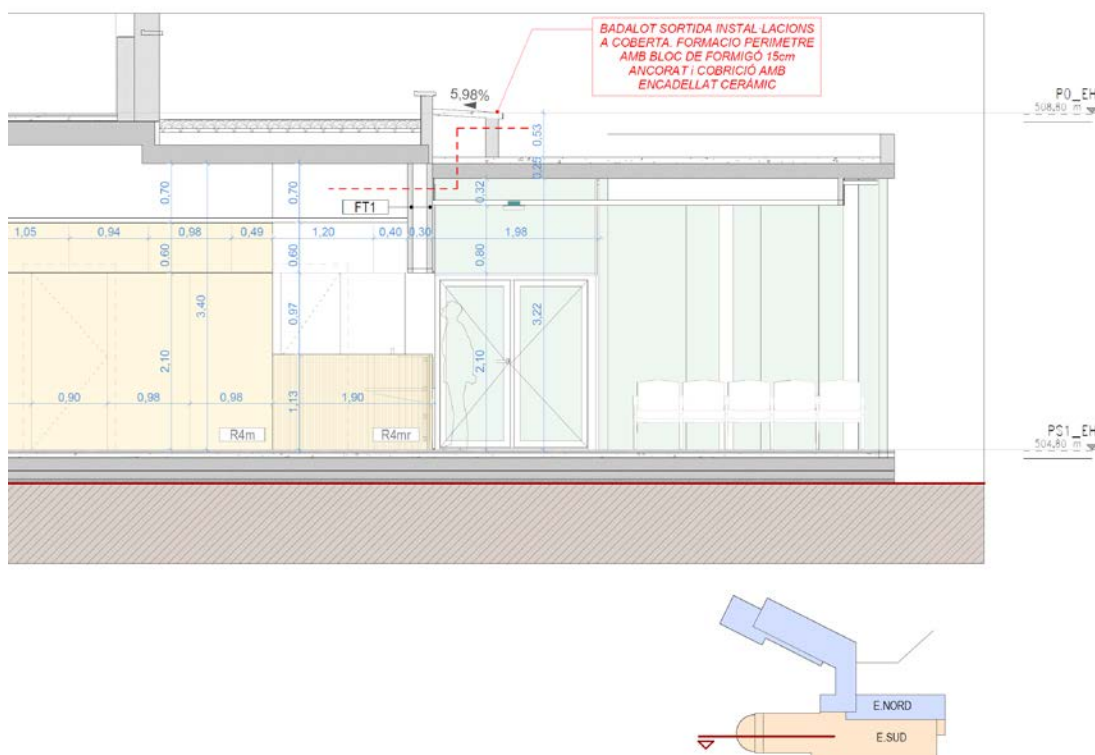 BADALOT SORTIDA INSTAL·LACIONS
A COBERTA. FORMACIO PERIMETRE
AMB BLOC DE FORMIGÓ 15cm
ANCORAT i COBRICIÓ AMB
ENCADELLAT CERÀMIC
5,98%
P0_EH
508,80 m
0,53
0,25
0,70
0,70
0,32
FT1
1,05
0,94
0,98
0,49
1,20
0,40
0,30
1,98
0,60
0,60
0,80
3,40
0,97
3,22
2,10
2,10
0,90
0,98
0,98
1,13
1,90
R4m
R4mr
PS1_EH
504,80 m
E.NORD
E.SUD